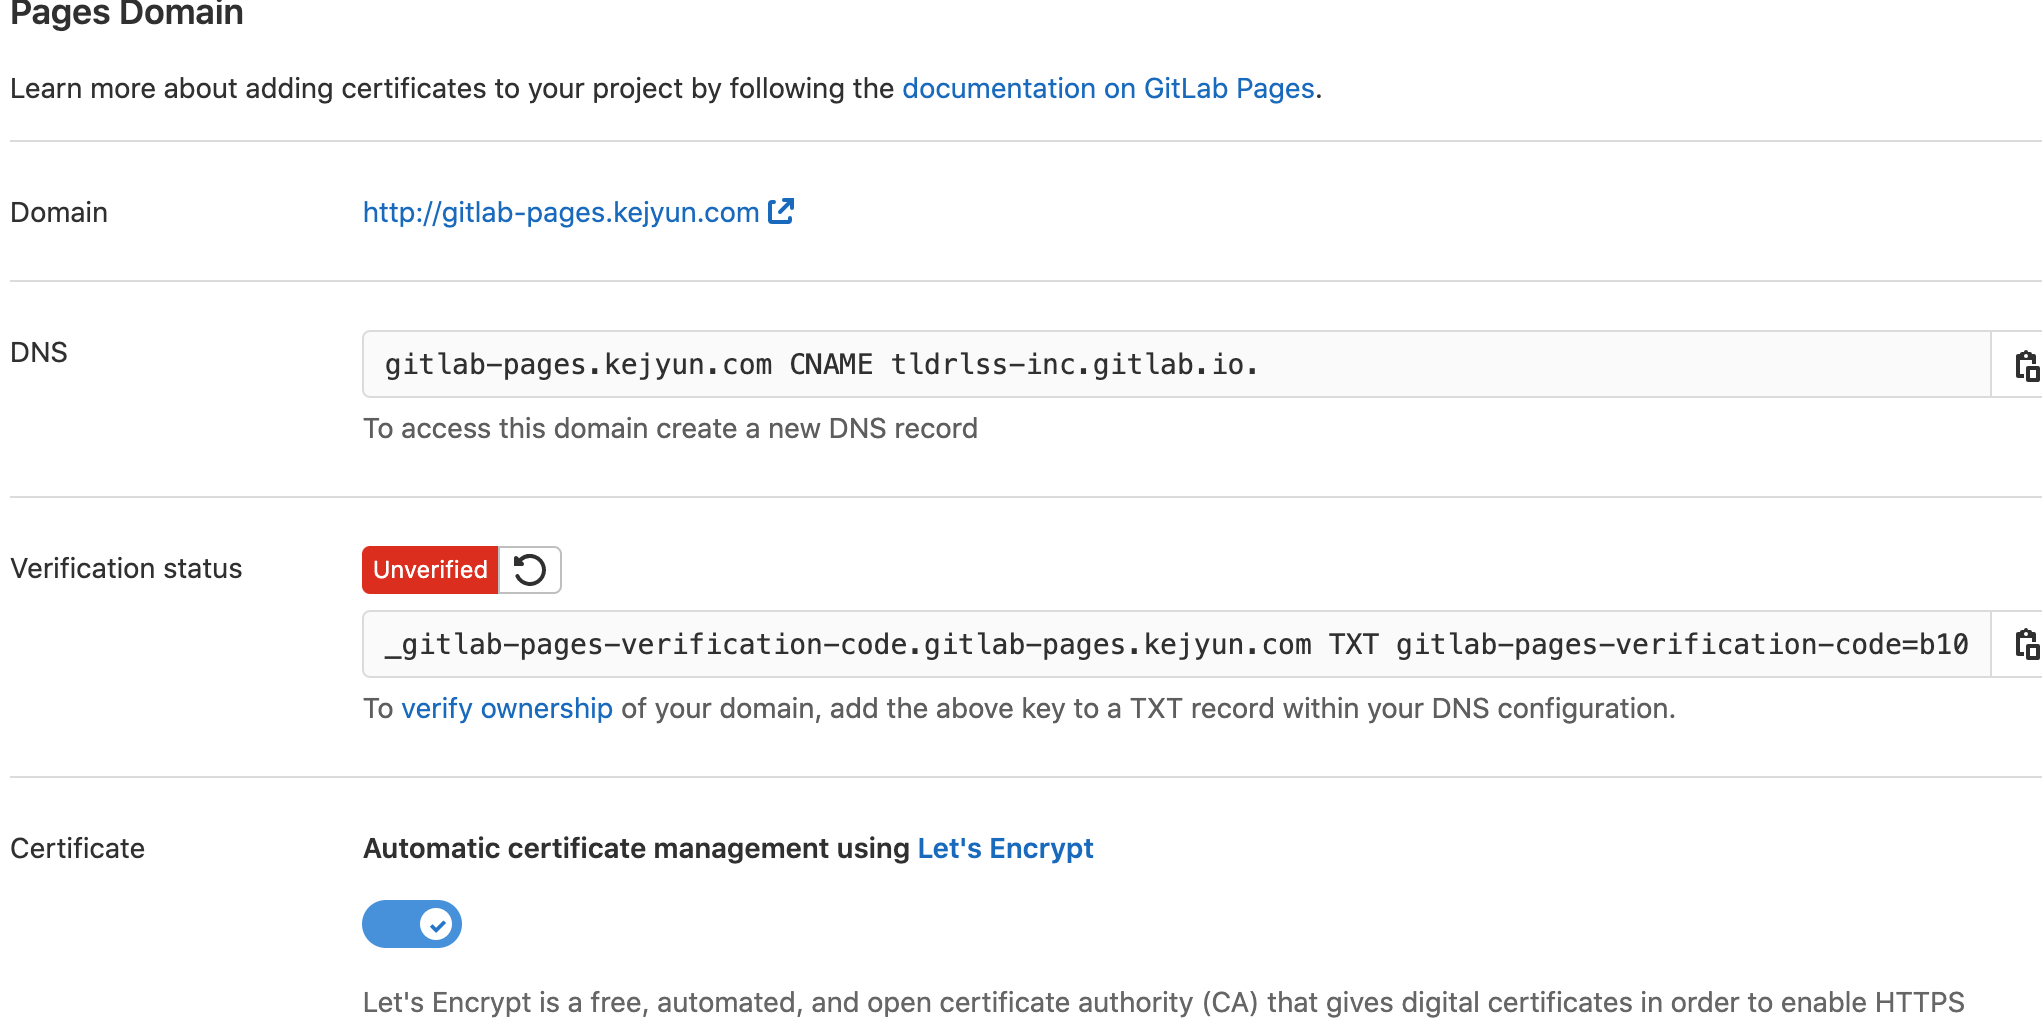 Pages Domain
Learn more about adding certificates to your project by following the documentation on GitLab Pages.
Domain
http://gitlab-pages.kejyun.com
DNS
gitlab-pages.kejyun.com CNAME tldrlss-inc.gitlab.io.
To access this domain create a new DNS record
Verification status
Unverified
_gitlab-pages-verification-code.gitlab-pages.kejyun.com TXT gitlab-pages-verification-code=b10
To verify ownership of your domain, add the above key to a TXT record within your DNS configuration.
Certificate
Automatic certificate management using Let's Encrypt
Let's Encrypt is a free, automated, and open certificate authority (CA) that gives digital certificates in order to enable HTTPS